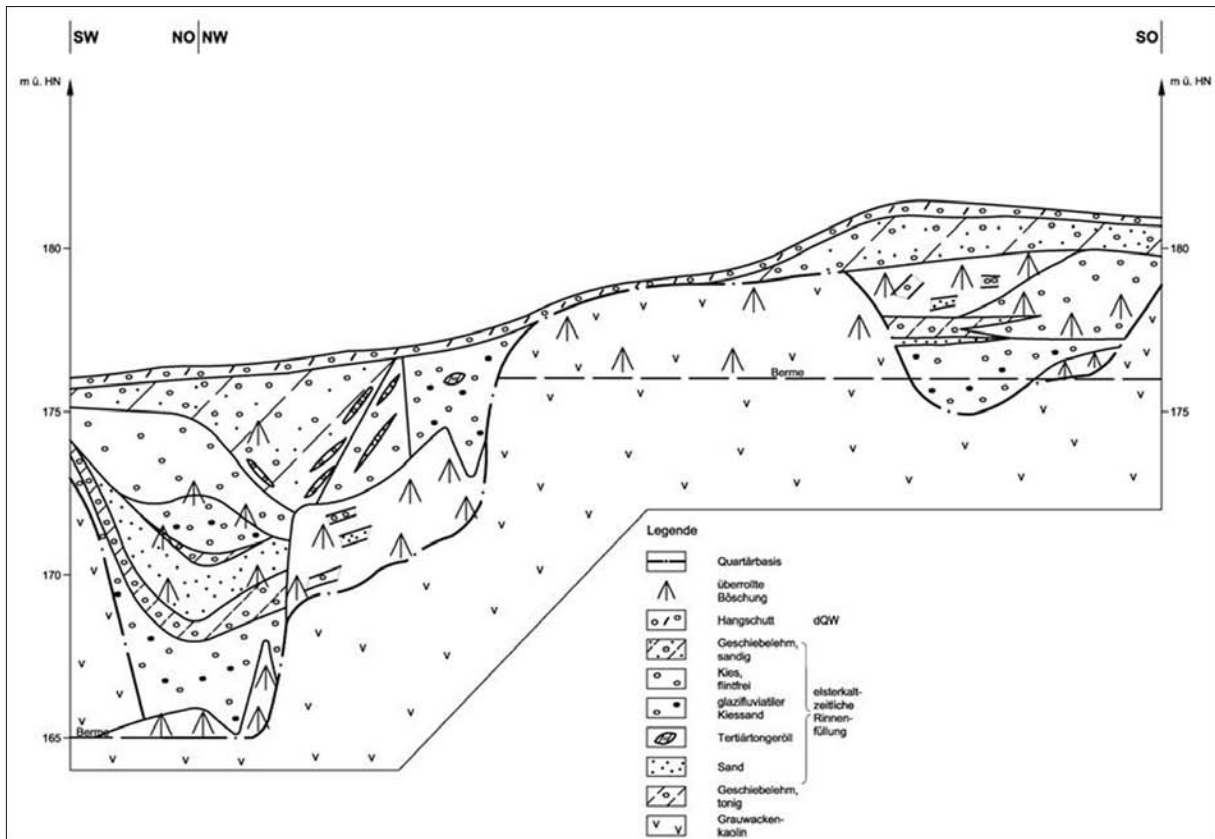 SW NO NW SO
m ü. HN m ü. HN
180 180
Berme
175 175
170
Berme
165
Legende
Quartärbasis
überrollte
Böschung
Hangschutt dQW
Geschiebelehm,
sandig
Kies,
flintfrei
glazifluviatiler
Kiessand
Tertiärtongeröll
Sand
elsterkalt-
zeitliche
Rinnen-
füllung
Geschiebelehm,
tonig
Grauwacken-
kaolin